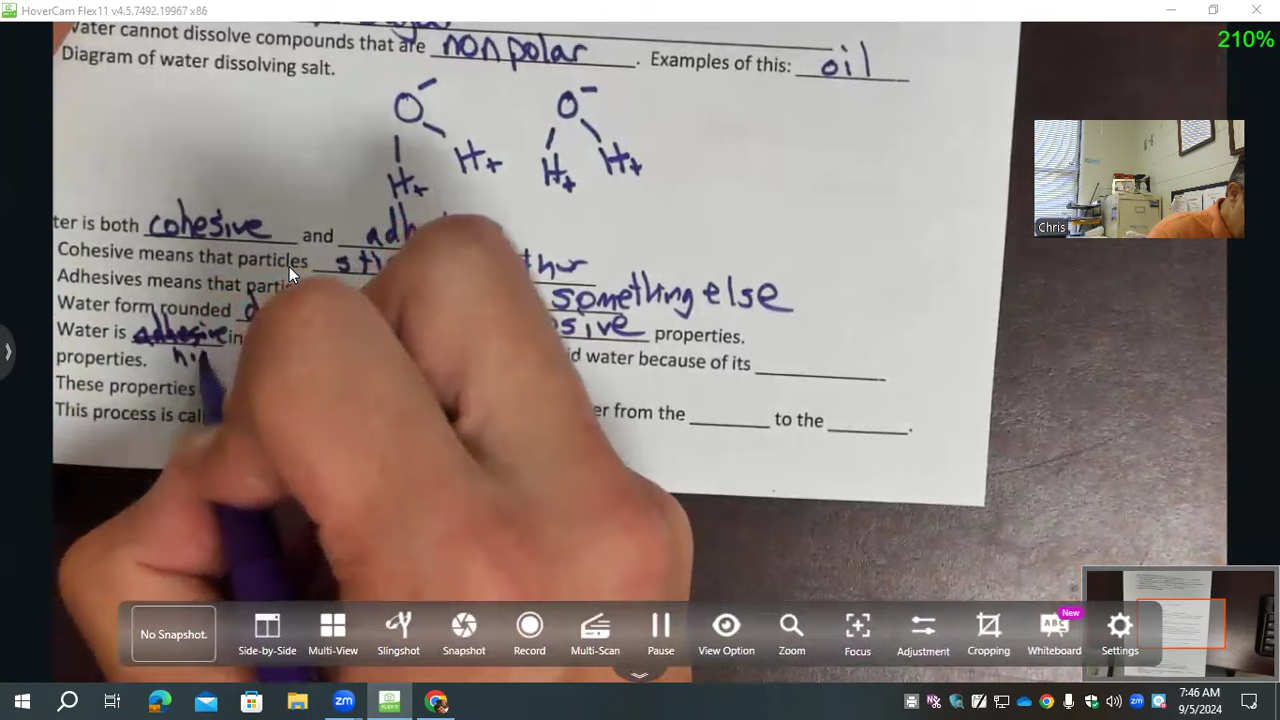 HoverCam Flex11 v4.5.7492.19967 x86
210%
Water cannot dissolve compounds that are nonpolar. Examples of this: oil
Diagram of water dissolving salt.
O− O−
H+ H+ H+ H+
Chris
ter is both cohesive and
Cohesive means that particles
Adhesives means that
something else
Water form rounded properties.
Water is adhesive in d water because of its
properties.
These properties
This process is er from the to the .
No Snapshot.
Side-by-Side Multi-View Slingshot Snapshot Record Multi-Scan Pause View Option Zoom Focus Adjustment Cropping Whiteboard Settings
New
ABC
7:46 AM
9/5/2024